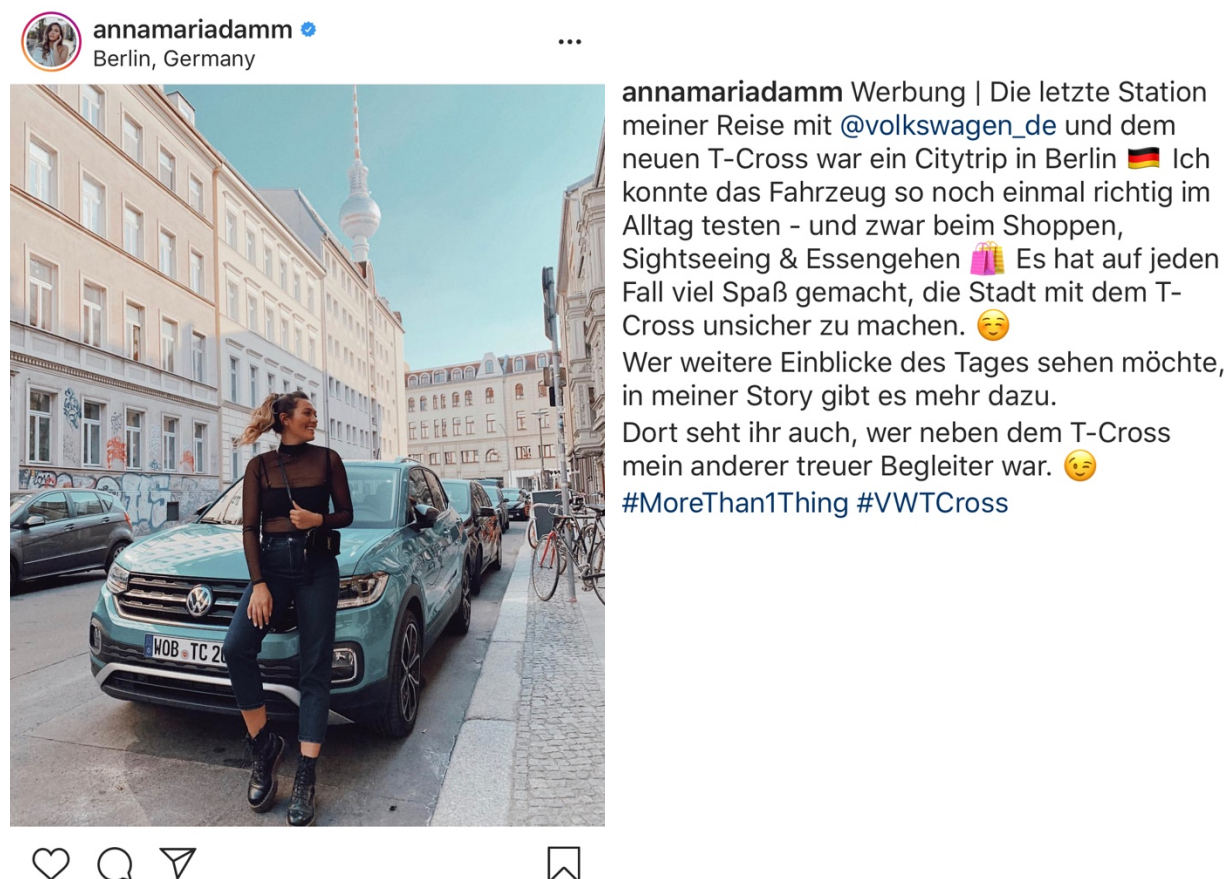 annamariadamm
Berlin, Germany
WOB TC 20
annamariadamm Werbung | Die letzte Station
meiner Reise mit @volkswagen_de und dem
neuen T-Cross war ein Citytrip in Berlin 🇩🇪 Ich
konnte das Fahrzeug so noch einmal richtig im
Alltag testen - und zwar beim Shoppen,
Sightseeing & Essengehen 🛍️ Es hat auf jeden
Fall viel Spaß gemacht, die Stadt mit dem T-
Cross unsicher zu machen. ☺️
Wer weitere Einblicke des Tages sehen möchte,
in meiner Story gibt es mehr dazu.
Dort seht ihr auch, wer neben dem T-Cross
mein anderer treuer Begleiter war. 😉
#MoreThan1Thing #VWTCross